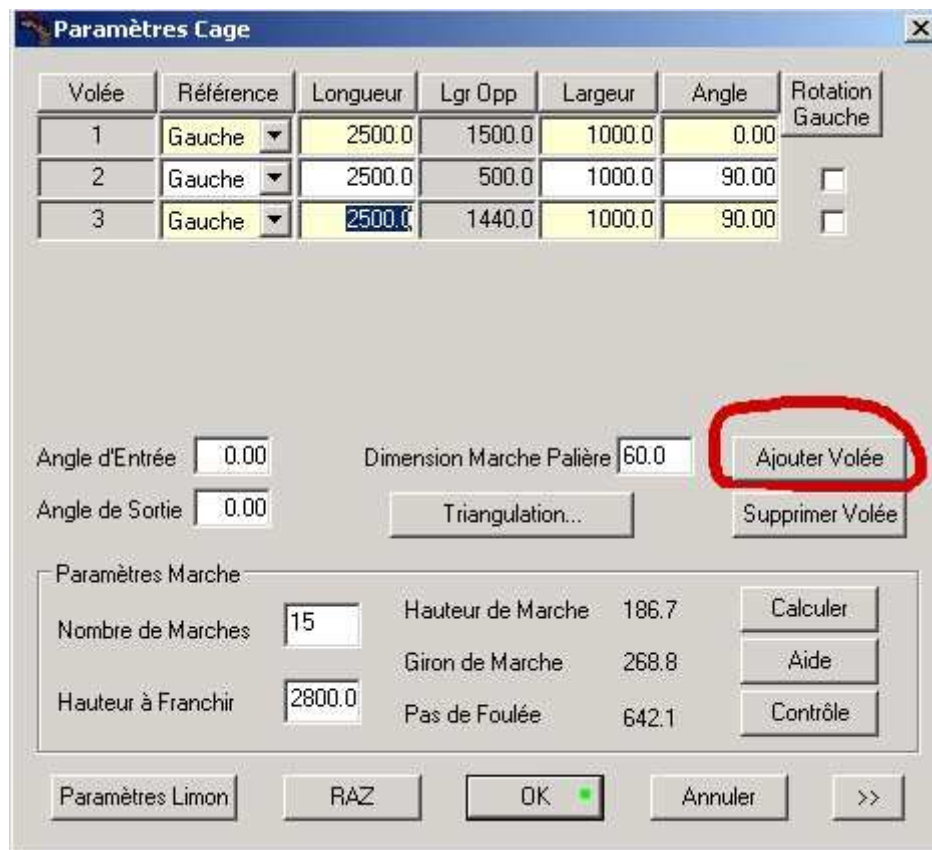 Paramètres Cage
Volée Référence Longueur Lgr Opp Largeur Angle Rotation Gauche
1 Gauche 2500.0 1500.0 1000.0 0.00
2 Gauche 2500.0 500.0 1000.0 90.00
3 Gauche 2500.0 1440.0 1000.0 90.00
Angle d'Entrée 0.00 Dimension Marche Palière 60.0 Ajouter Volée
Angle de Sortie 0.00 Triangulation... Supprimer Volée
Paramètres Marche
Nombre de Marches 15 Hauteur de Marche 186.7 Calculer
Giron de Marche 268.8 Aide
Hauteur à Franchir 2800.0 Pas de Foulée 642.1 Contrôle
Paramètres Limon RAZ OK Annuler >>